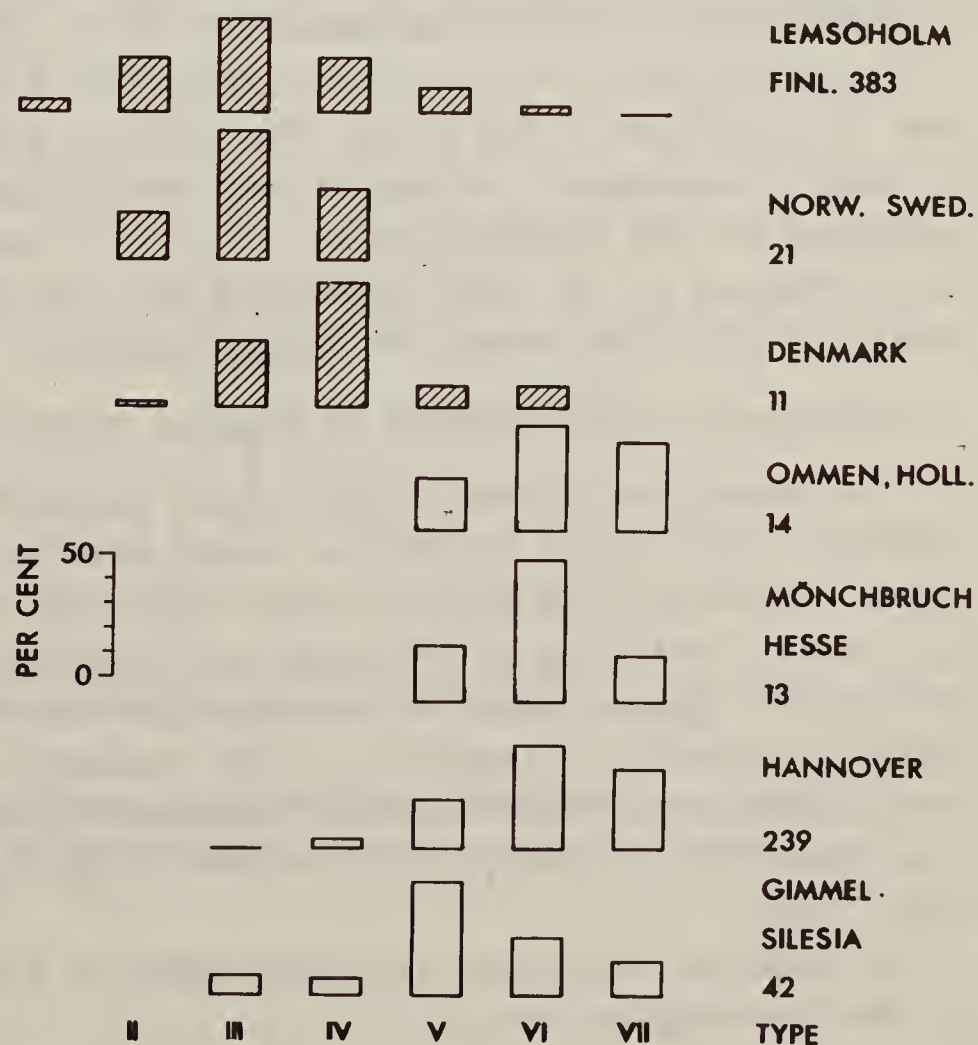 LEMSÖHOLM
FINL. 383
NORW. SWED.
21
DENMARK
11
OMMEN, HOLL.
14
PER CENT
50
0
MÖNCHBRUCH
HESSE
13
HANNOVER
239
GIMMEL.
SILESIA
42
II III IV V VI VII TYPE